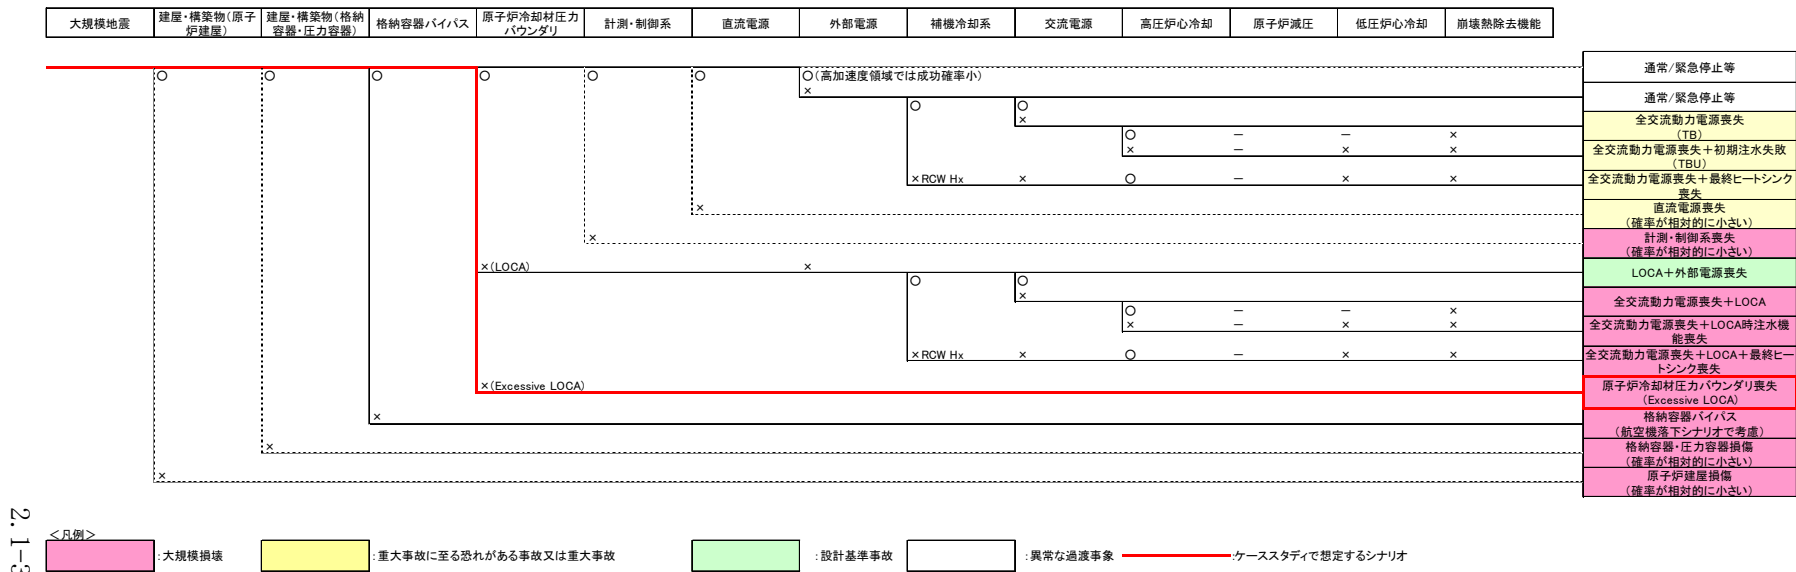 大規模地震
建屋・構築物(原子
炉建屋)
建屋・構築物(格納
容器・圧力容器)
格納容器バイパス
原子炉冷却材圧力
バウンダリ
計測・制御系
直流電源
外部電源
補機冷却系
交流電源
高圧炉心冷却
原子炉減圧
低圧炉心冷却
崩壊熱除去機能
○ ○ ○ ○ ○ ○ ○(高加速度領域では成功確率小)
通常/緊急停止等
×
通常/緊急停止等
○ ○
×
全交流動力電源喪失
(TB)
○ － － ×
× － × ×
全交流動力電源喪失＋初期注水失敗
(TBU)
×RCW Hx × ○ － × ×
全交流動力電源喪失＋最終ヒートシンク
喪失
×
直流電源喪失
(確率が相対的に小さい)
×
計測・制御系喪失
(確率が相対的に小さい)
×(LOCA) ×
LOCA＋外部電源喪失
○ ○
×
全交流動力電源喪失＋LOCA
○ － － ×
× － × ×
全交流動力電源喪失＋LOCA時注水機
能喪失
×RCW Hx × ○ － × ×
全交流動力電源喪失＋LOCA＋最終ヒー
トシンク喪失
×(Excessive LOCA)
原子炉冷却材圧力バウンダリ喪失
(Excessive LOCA)
×
格納容器バイパス
(航空機落下シナリオで考慮)
×
格納容器・圧力容器損傷
(確率が相対的に小さい)
×
原子炉建屋損傷
(確率が相対的に小さい)
＜凡例＞
:大規模損壊
:重大事故に至る恐れがある事故又は重大事故
:設計基準事故
:異常な過渡事象
:ケーススタディで想定するシナリオ
2.1-3